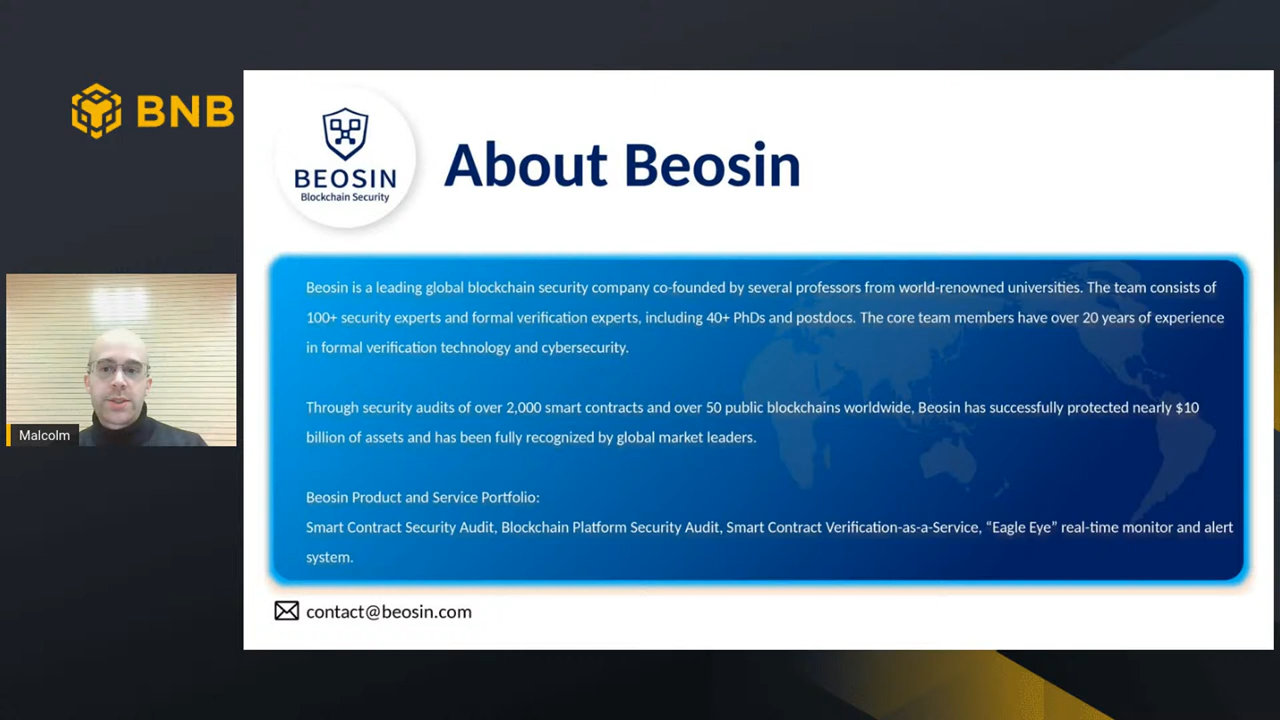 BNB
BEOSIN
Blockchain Security
About Beosin
Beosin is a leading global blockchain security company co-founded by several professors from world-renowned universities. The team consists of
100+ security experts and formal verification experts, including 40+ PhDs and postdocs. The core team members have over 20 years of experience
in formal verification technology and cybersecurity.
Through security audits of over 2,000 smart contracts and over 50 public blockchains worldwide, Beosin has successfully protected nearly $10
billion of assets and has been fully recognized by global market leaders.
Beosin Product and Service Portfolio:
Smart Contract Security Audit, Blockchain Platform Security Audit, Smart Contract Verification-as-a-Service, “Eagle Eye” real-time monitor and alert
system.
contact@beosin.com
Malcolm